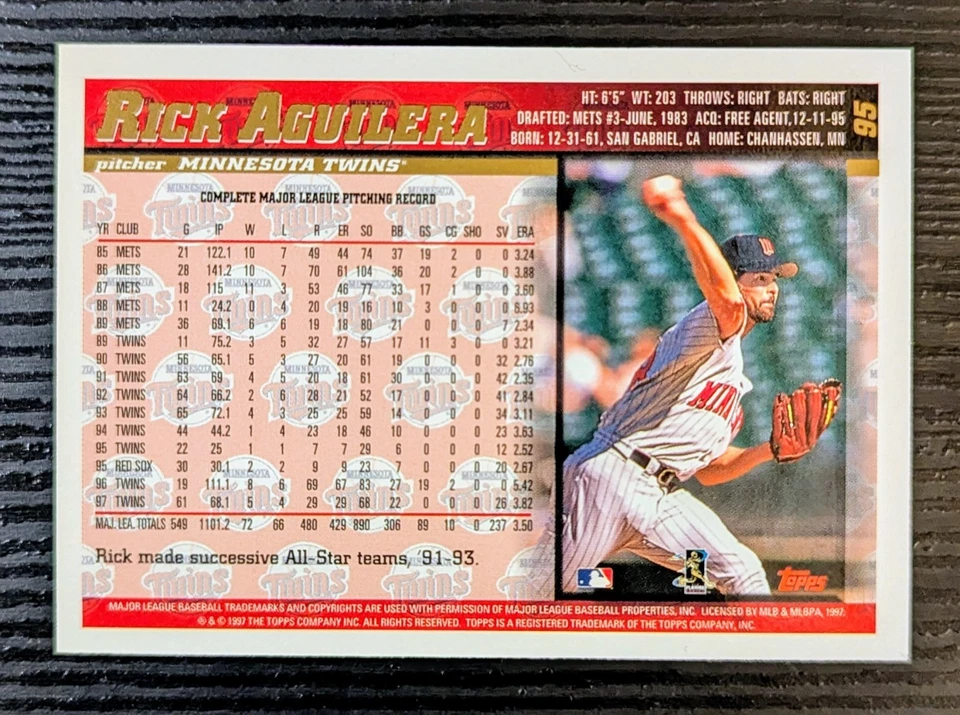 RICK AGUILERA
HT: 6'5" WT: 203 THROWS: RIGHT BATS: RIGHT
DRAFTED: METS #3-JUNE, 1983 ACQ: FREE AGENT, 12-11-95
BORN: 12-31-61, SAN GABRIEL, CA HOME: CHANHASSEN, MN
95
pitcher MINNESOTA TWINS®
COMPLETE MAJOR LEAGUE PITCHING RECORD
YR CLUB G IP W L R ER SO BB GS CG SHO SV ERA
85 METS 21 122.1 10 7 49 44 74 37 19 2 0 0 3.24
86 METS 28 141.2 10 7 70 61 104 36 20 2 0 0 3.88
87 METS 18 115 11 3 53 46 77 33 17 1 0 0 3.60
88 METS 11 24.2 0 4 20 19 16 10 3 0 0 0 6.93
89 METS 36 69.1 6 6 19 18 80 21 0 0 0 7 2.34
89 TWINS 11 75.2 3 5 32 27 57 17 11 3 0 0 3.21
90 TWINS 56 65.1 5 3 27 20 61 19 0 0 0 32 2.76
91 TWINS 63 69 4 5 20 18 61 30 0 0 0 42 2.35
92 TWINS 64 66.2 2 6 28 21 52 17 0 0 0 41 2.84
93 TWINS 65 72.1 4 3 25 25 59 14 0 0 0 34 3.11
94 TWINS 44 44.2 1 4 23 18 46 10 0 0 0 23 3.63
95 TWINS 22 25 1 1 7 7 29 6 0 0 0 12 2.52
95 RED SOX 30 30.1 2 2 9 9 23 7 0 0 0 20 2.67
96 TWINS 19 111.1 8 6 69 67 83 27 19 2 0 0 5.42
97 TWINS 61 68.1 5 4 29 29 68 22 0 0 0 26 3.82
MAJ. LEA. TOTALS 549 1101.2 72 66 480 429 890 306 89 10 0 237 3.50
Rick made successive All-Star teams, '91-93.
MINNESOTA
Twins
MIN
Topps
MAJOR LEAGUE BASEBALL TRADEMARKS AND COPYRIGHTS ARE USED WITH PERMISSION OF MAJOR LEAGUE BASEBALL PROPERTIES, INC. LICENSED BY MLB & MLBPA, 1997.
® & © 1997 THE TOPPS COMPANY INC. ALL RIGHTS RESERVED. TOPPS IS A REGISTERED TRADEMARK OF THE TOPPS COMPANY, INC.